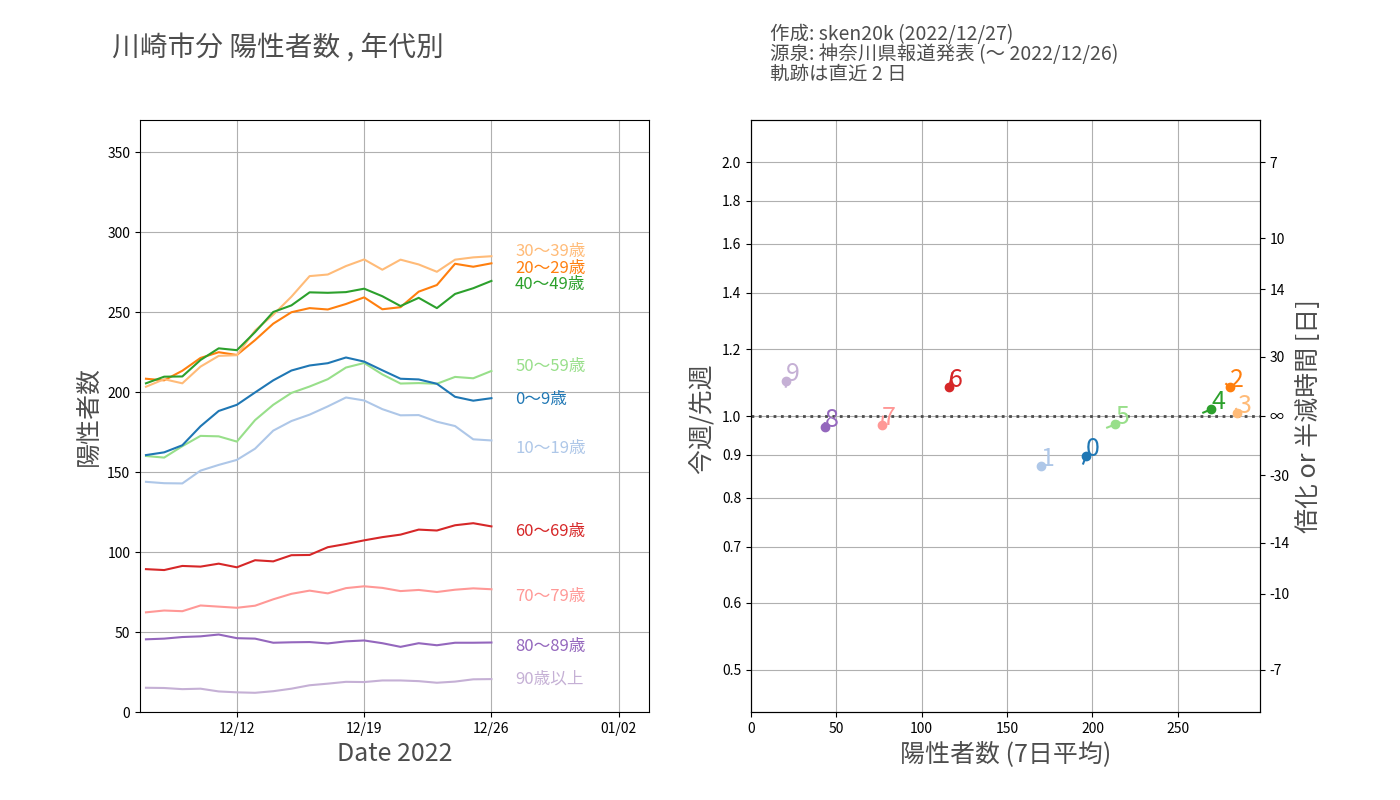 川崎市分 陽性者数 , 年代別
作成: sken20k (2022/12/27)
源泉: 神奈川県報道発表 (〜 2022/12/26)
軌跡は直近 2 日
陽性者数
350
300
250
200
150
100
50
0
12/12
12/19
12/26
01/02
Date 2022
30〜39歳
20〜29歳
40〜49歳
50〜59歳
0〜9歳
10〜19歳
60〜69歳
70〜79歳
80〜89歳
90歳以上
今週/先週
2.0
1.8
1.6
1.4
1.2
1.0
0.9
0.8
0.7
0.6
0.5
9
8
7
6
5
1
0
4
2
3
0
50
100
150
200
250
陽性者数 (7日平均)
7
10
14
30
∞
-30
-14
-10
-7
倍化 or 半減時間 [日]